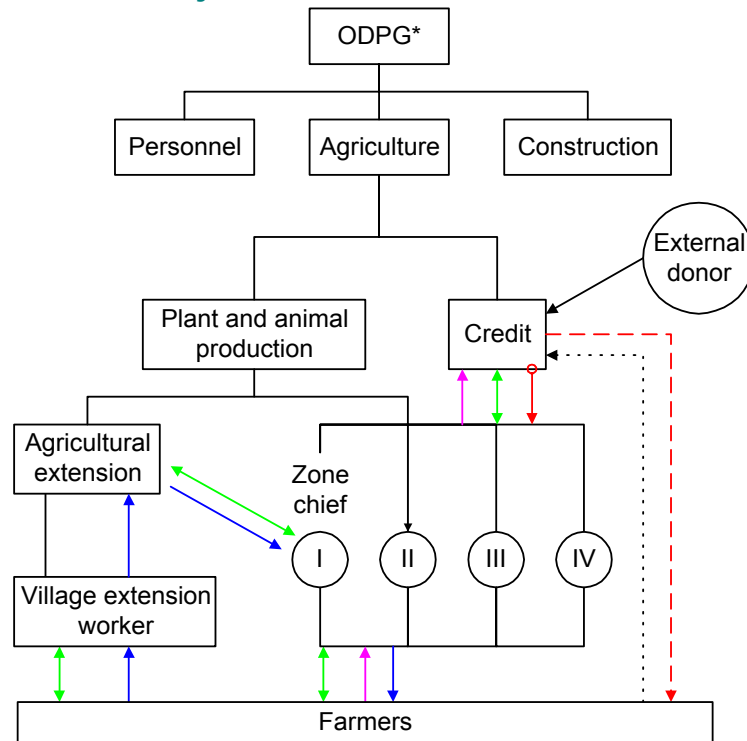 ODPG*
Personnel
Agriculture
Construction
External
donor
Plant and animal
production
Credit
Agricultural
extension
Zone
chief
I
II
III
IV
Village extension
worker
Farmers